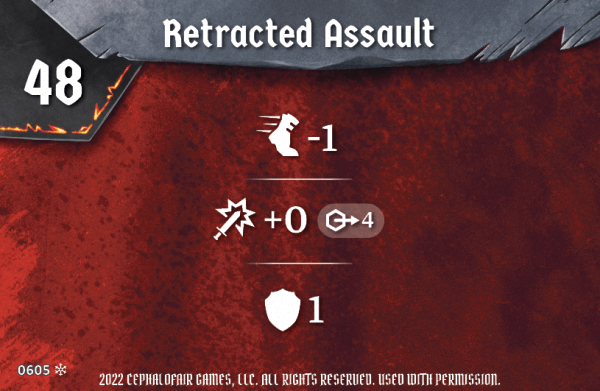 Retracted Assault
48
-1
+0 4
1
0605
2022 CEPHALOFAIR GAMES, LLC. ALL RIGHTS RESERVED. USED WITH PERMISSION.